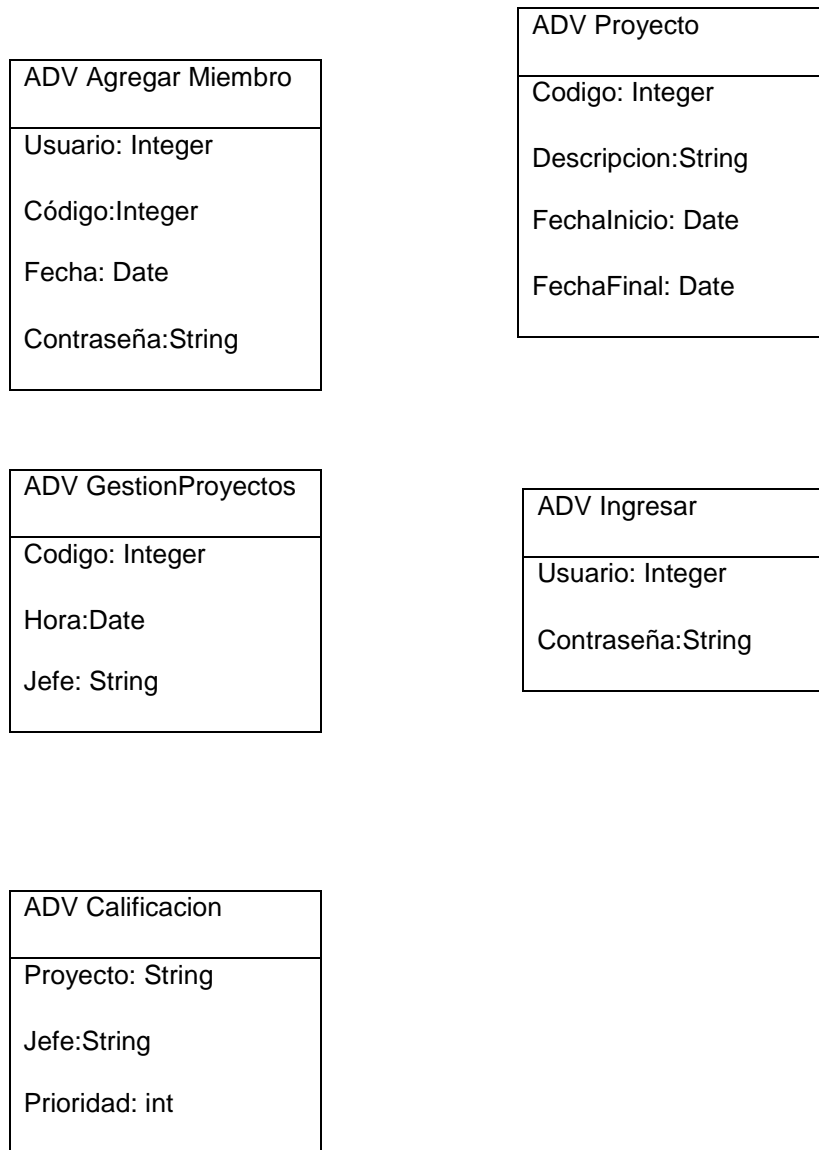 ADV Agregar Miembro
Usuario: Integer
Código:Integer
Fecha: Date
Contraseña:String
ADV Proyecto
Codigo: Integer
Descripcion:String
FechaInicio: Date
FechaFinal: Date
ADV GestionProyectos
Codigo: Integer
Hora:Date
Jefe: String
ADV Ingresar
Usuario: Integer
Contraseña:String
ADV Calificacion
Proyecto: String
Jefe:String
Prioridad: int